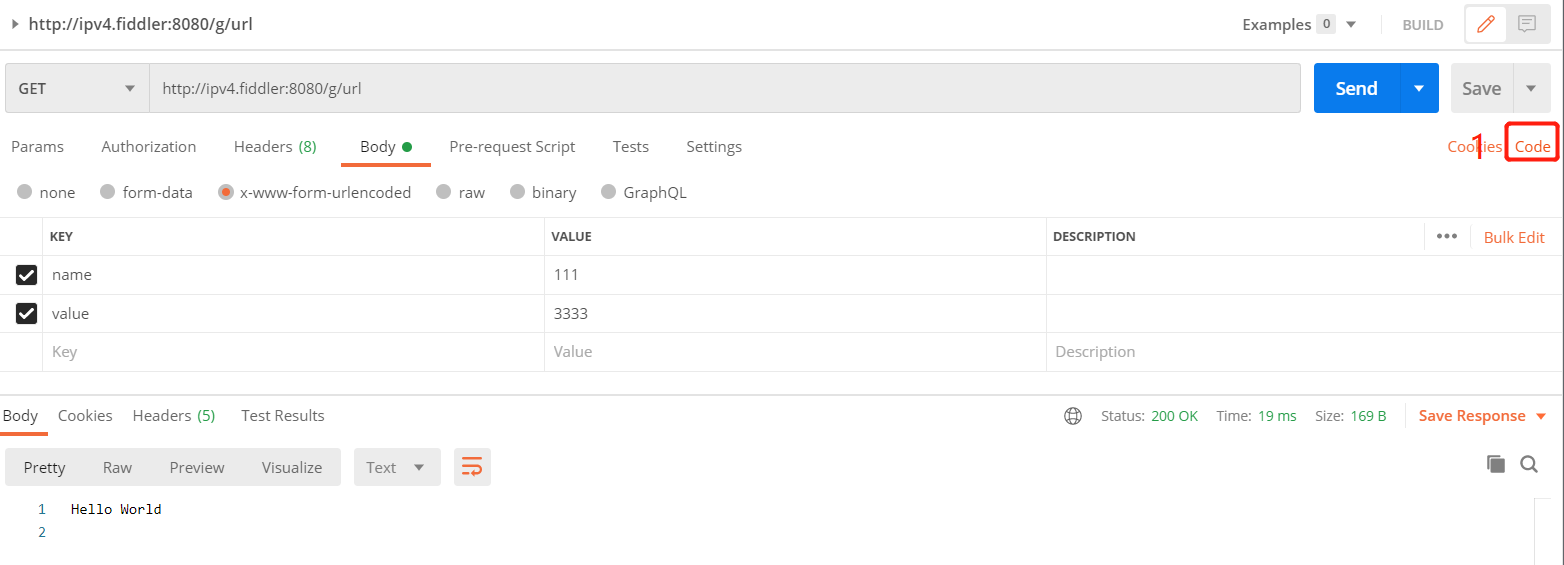 http://ipv4.fiddler:8080/g/url Examples 0 BUILD
GET http://ipv4.fiddler:8080/g/url Send Save
Params Authorization Headers (8) Body Pre-request Script Tests Settings Cookies 1 Code
none form-data x-www-form-urlencoded raw binary GraphQL
KEY VALUE DESCRIPTION ••• Bulk Edit
name 111
value 3333
Key Value Description
Body Cookies Headers (5) Test Results Status: 200 OK Time: 19 ms Size: 169 B Save Response
Pretty Raw Preview Visualize Text
1 Hello World
2